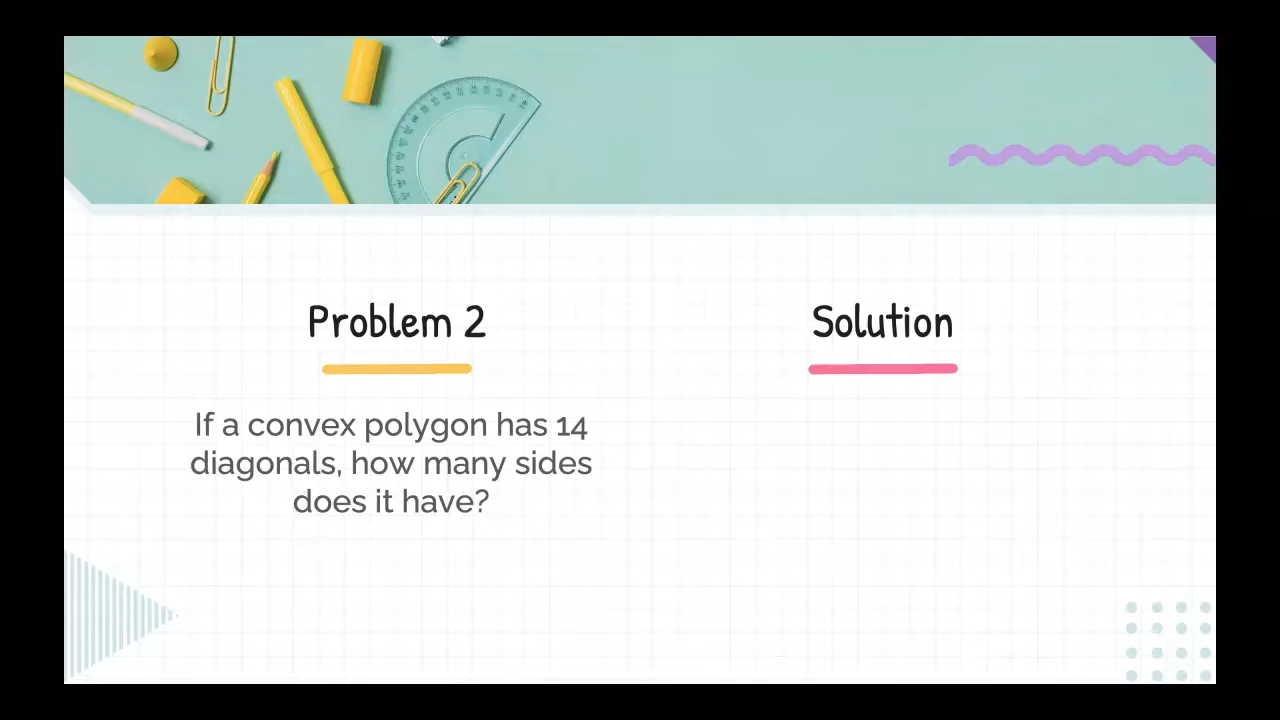 Problem 2
Solution
If a convex polygon has 14
diagonals, how many sides
does it have?